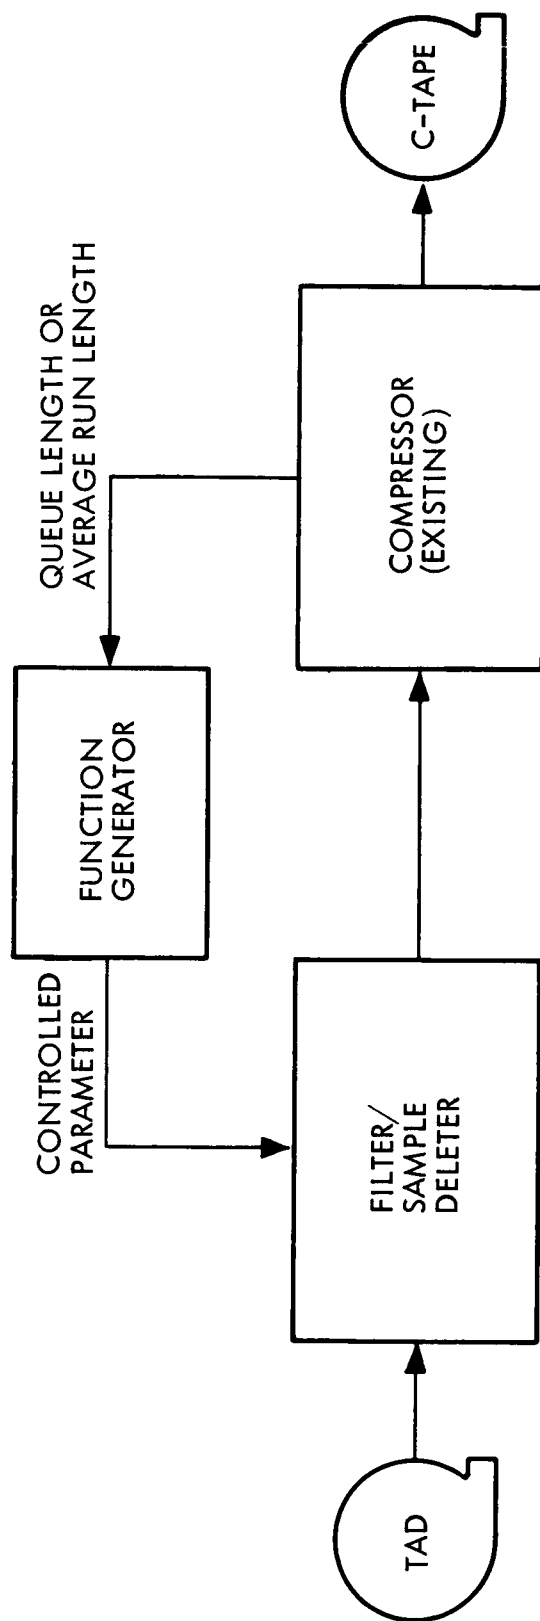 TAD
FILTER/
SAMPLE
DELETER
CONTROLLED
PARAMETER
FUNCTION
GENERATOR
QUEUE LENGTH OR
AVERAGE RUN LENGTH
COMPRESSOR
(EXISTING)
C-TAPE